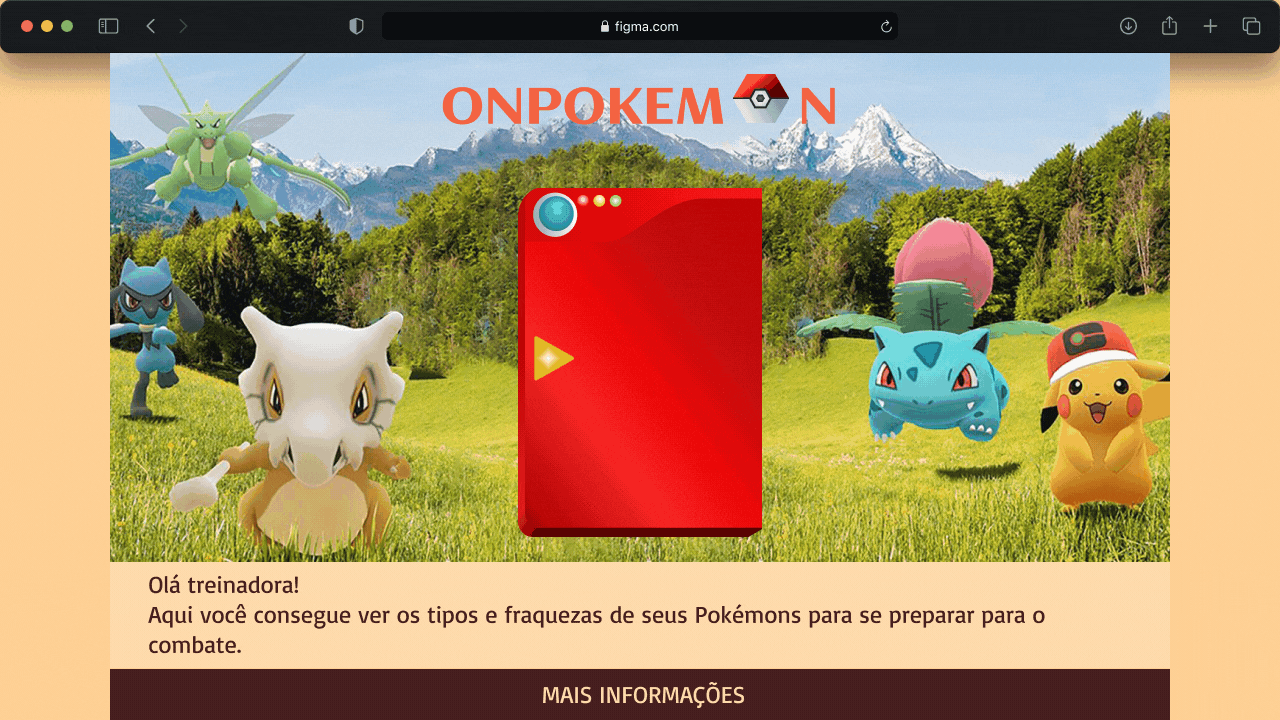 figma.com
ONPOKEM N
Olá treinadora!
Aqui você consegue ver os tipos e fraquezas de seus Pokémons para se preparar para o
combate.
MAIS INFORMAÇÕES